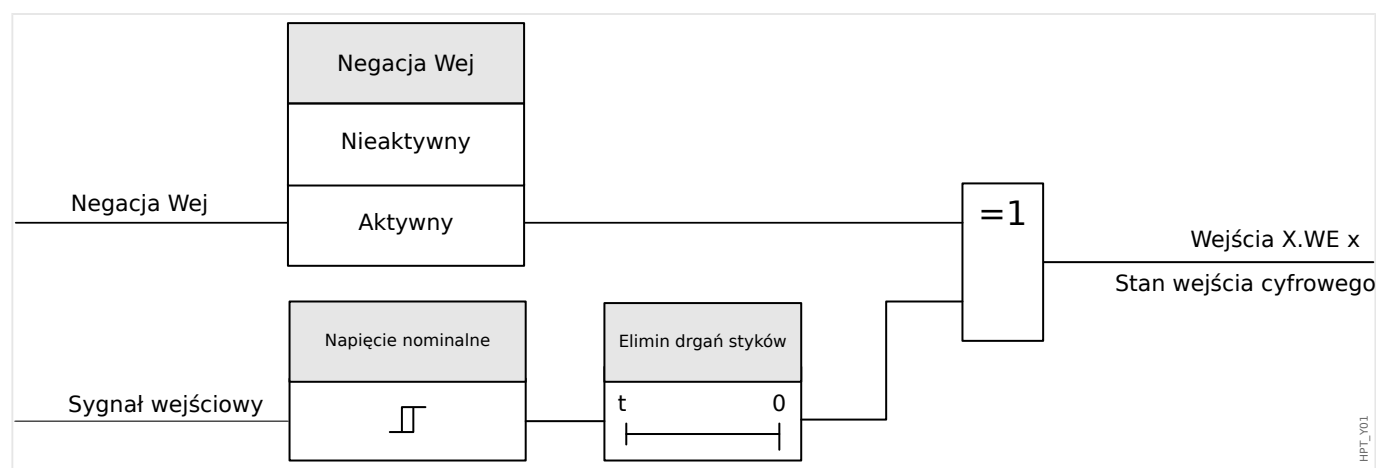 Negacja Wej
Nieaktywny
Negacja Wej
Aktywny
=1
Wejścia X.WE x
Stan wejścia cyfrowego
Napięcie nominalne
Elimin drgań styków
Sygnał wejściowy
t 0
HPT_Y01